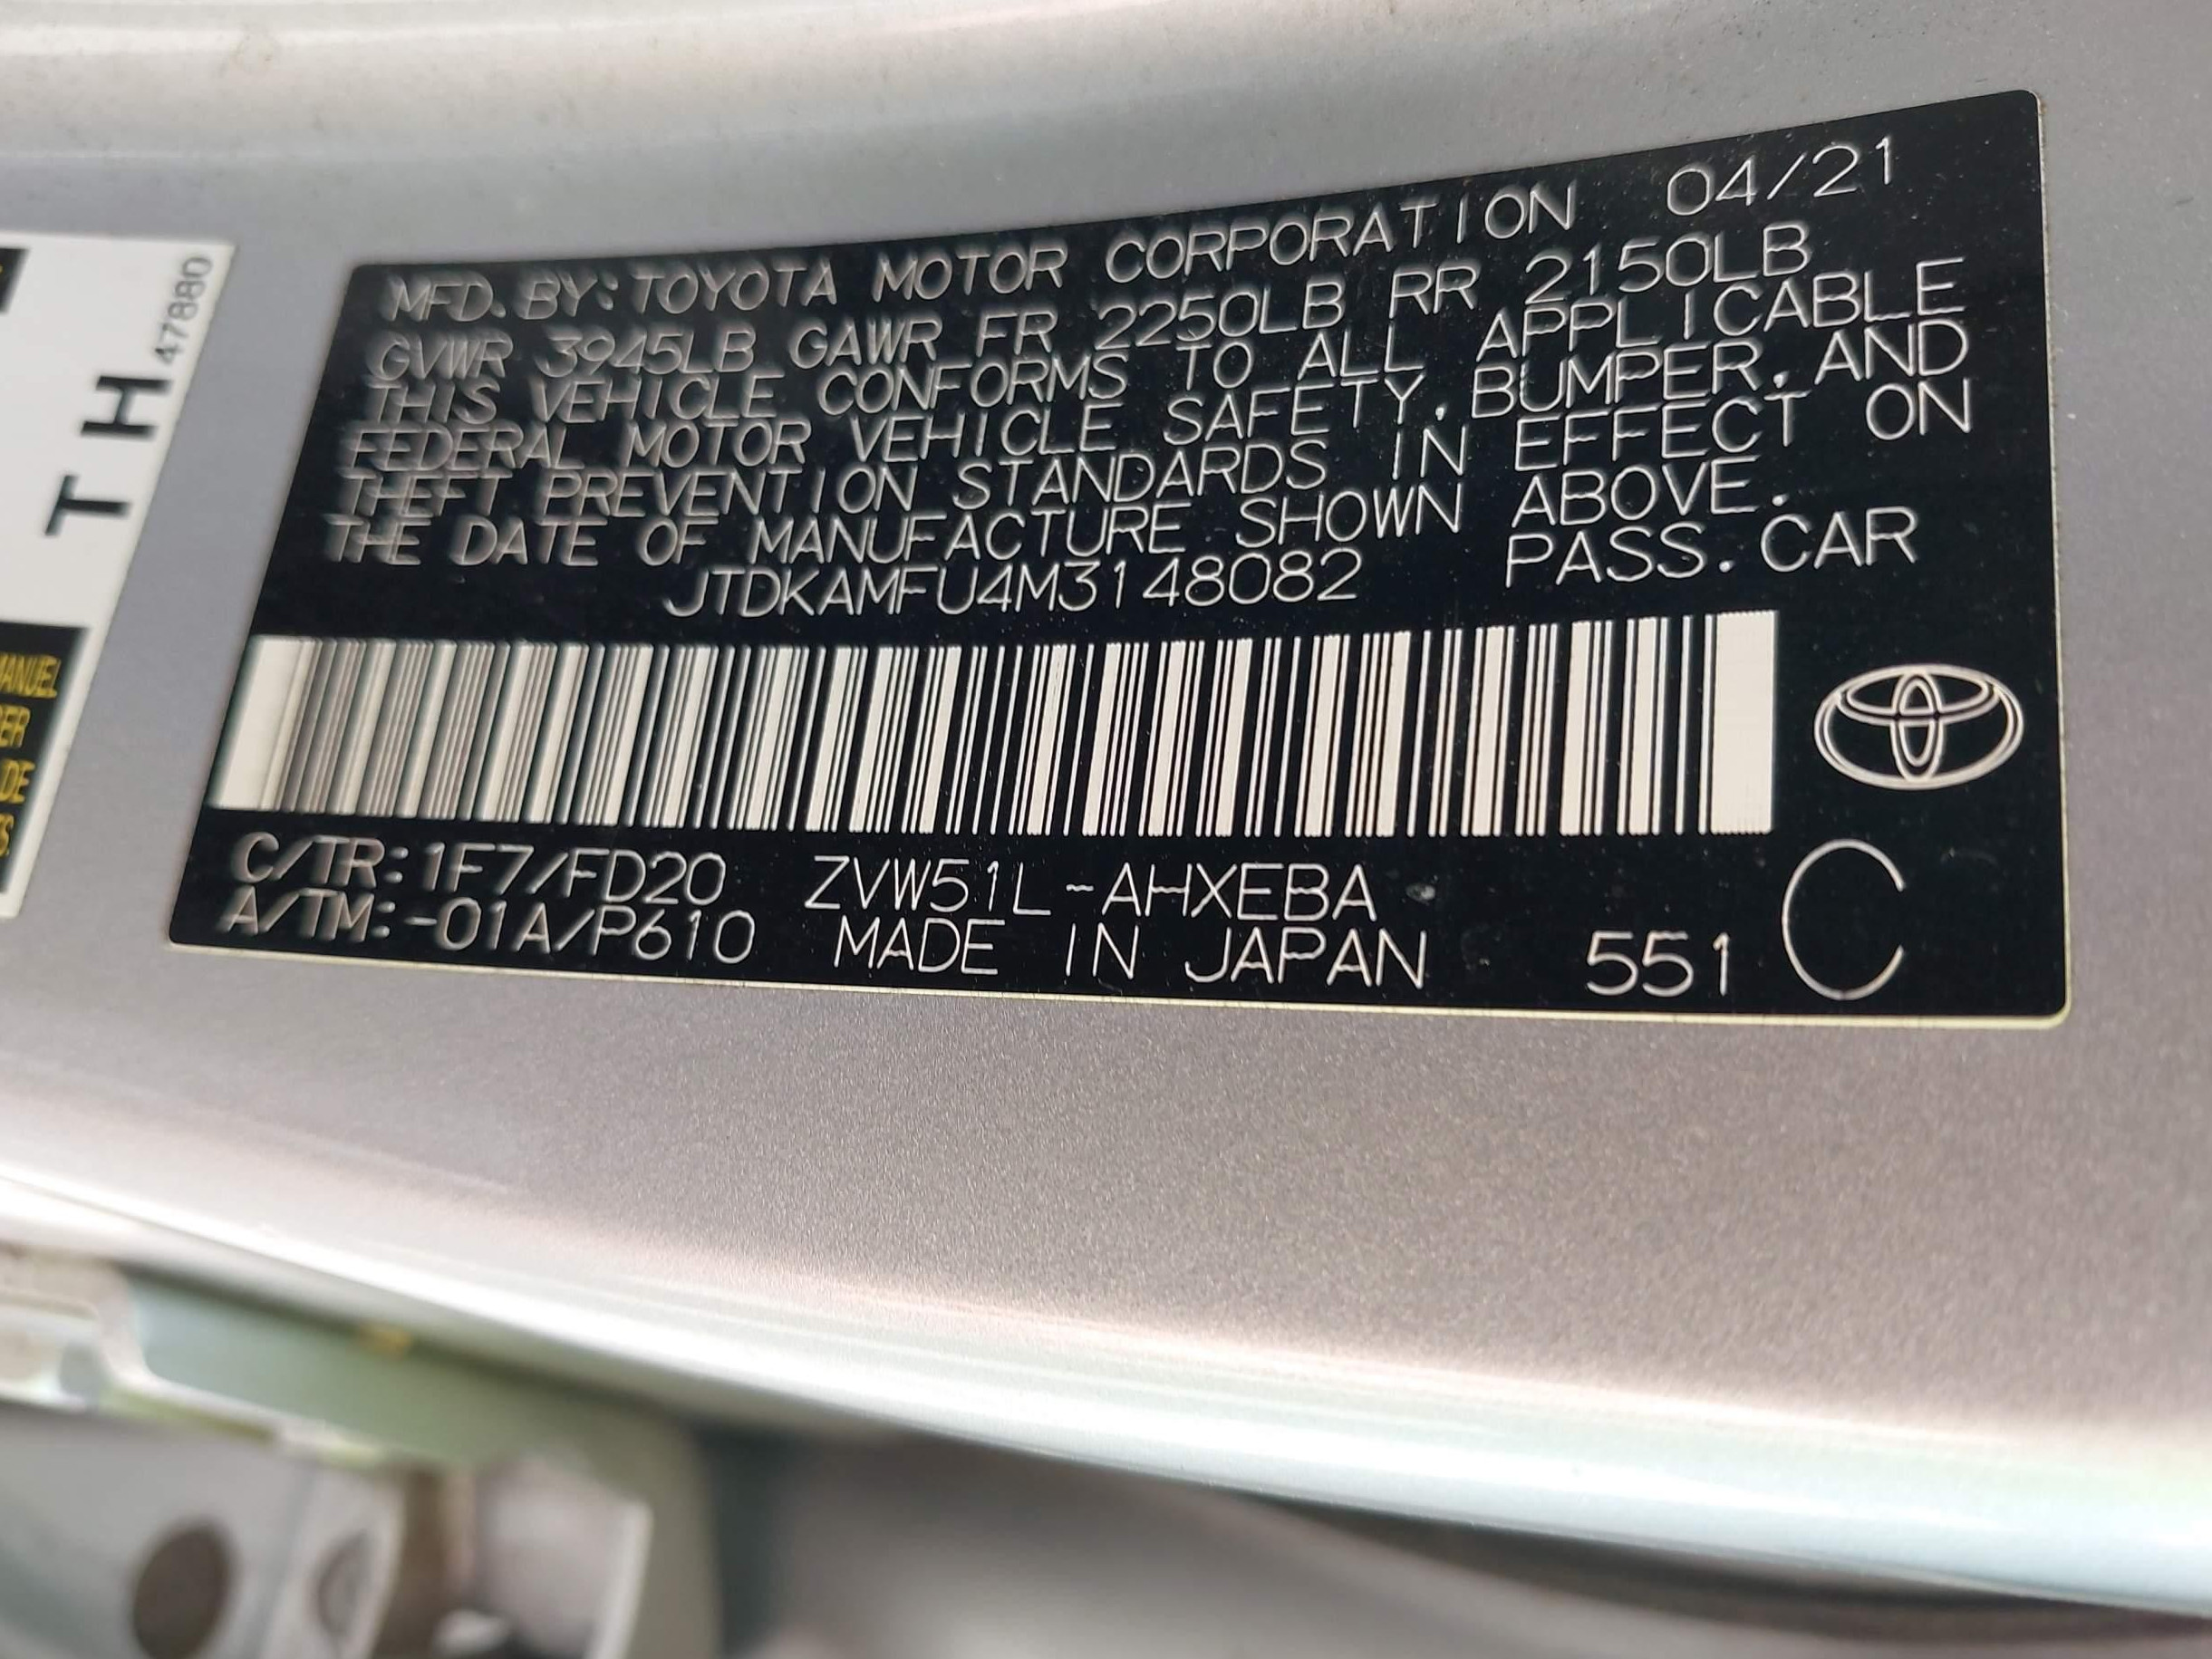 MFD. BY: TOYOTA MOTOR CORPORATION 04/21
GVWR 3945LB GAWR FR 2250LB RR 2150LB
THIS VEHICLE CONFORMS TO ALL APPLICABLE
FEDERAL MOTOR VEHICLE SAFETY, BUMPER, AND
THEFT PREVENTION STANDARDS IN EFFECT ON
THE DATE OF MANUFACTURE SHOWN ABOVE.
JTDKAMFU4M3148082 PASS. CAR
C/TR: 1F7/FD20 ZVW51L-AHXEBA
A/TM: -01A/P610 MADE IN JAPAN 551 C
TH
47880
MANUEL
DE